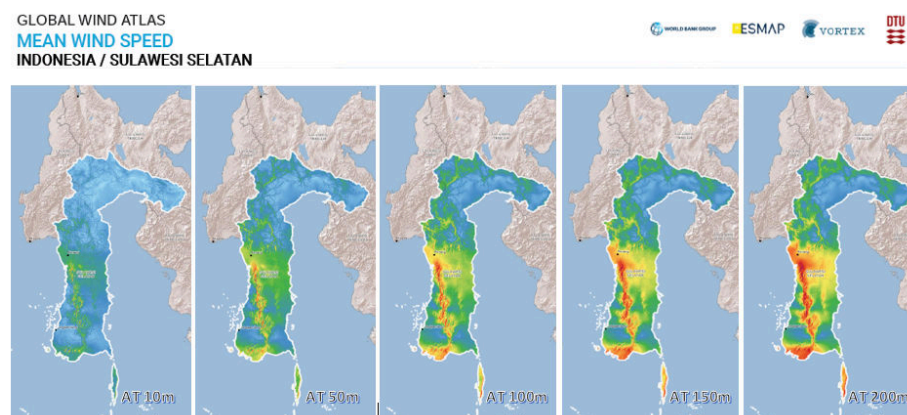 GLOBAL WIND ATLAS
MEAN WIND SPEED
INDONESIA / SULAWESI SELATAN
WORLD BANK GROUP
ESMAP
VORTEX
DTU
AT 10m
AT 50m
AT 100m
AT 150m
AT 200m